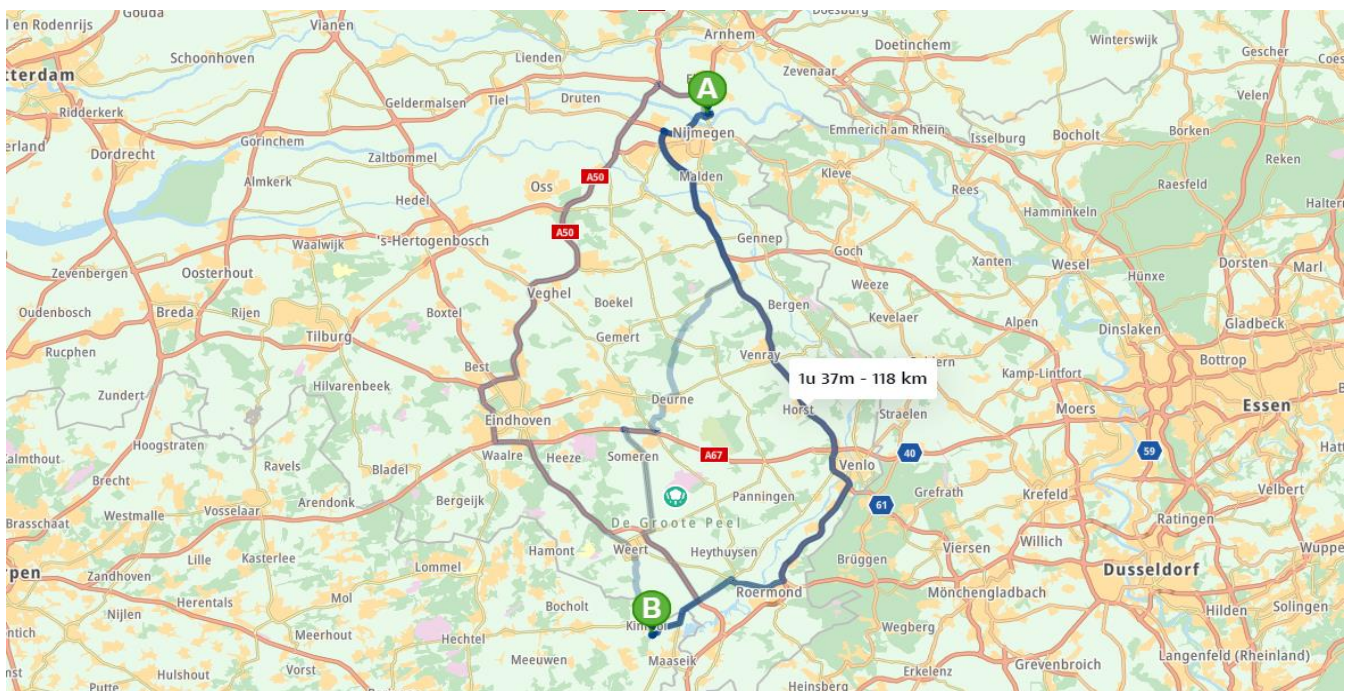 l en Rodenrijs
Gouda
Vianen
Arnhem
Doesburg
Winterswijk
Gescher
Schoonhoven
Lienden
Doetinchem
Zevenaar
tterdam
Ridderkerk
Geldermalsen
Tiel
Druten
A
Velen
Dordrecht
Gorinchem
Nijmegen
Emmerich am Rhein
Isselburg
Bocholt
Borken
erland
Zaltbommel
Almkerk
Hedel
Oss
A50
Malden
Kleve
Rees
Raesfeld
Reken
Haltern
Waalwijk
's-Hertogenbosch
A50
Gennep
Goch
Hamminkeln
Zevenbergen
Oosterhout
Xanten
Wesel
Dorsten
Marl
Oudenbosch
Breda
Rijen
Veghel
Boekel
Bergen
Weeze
Hünxe
Tilburg
Boxtel
Gemert
Kevelaer
Alpen
Dinslaken
Gladbeck
Rucphen
Best
Venray
Kamp-Lintfort
Bottrop
Zundert
Hilvarenbeek
1u 37m - 118 km
Deurne
Horst
Straelen
Moers
Essen
Hoogstraten
Eindhoven
Kalmthout
Ravels
Bladel
Waalre
Heeze
Someren
A67
Venlo
40
59
Brecht
Arendonk
Bergeijk
Panningen
Grefrath
Krefeld
Velbert
Brasschaat
Westmalle
Vosselaar
De Groote Peel
61
Ratingen
Hamont
Weert
Heythuysen
Brüggen
Viersen
Willich
pen
Lille
Kasterlee
Lommel
Dusseldorf
Zandhoven
Herentals
Mol
Bocholt
B
Roermond
Mönchengladbach
Nijlen
Hilden
Solingen
Meerhout
Hechtel
Wegberg
Maaseik
Meeuwen
Langenfeld (Rheinland)
Hulshout
Vorst
Erkelenz
Grevenbroich
Putte
Heinsberg